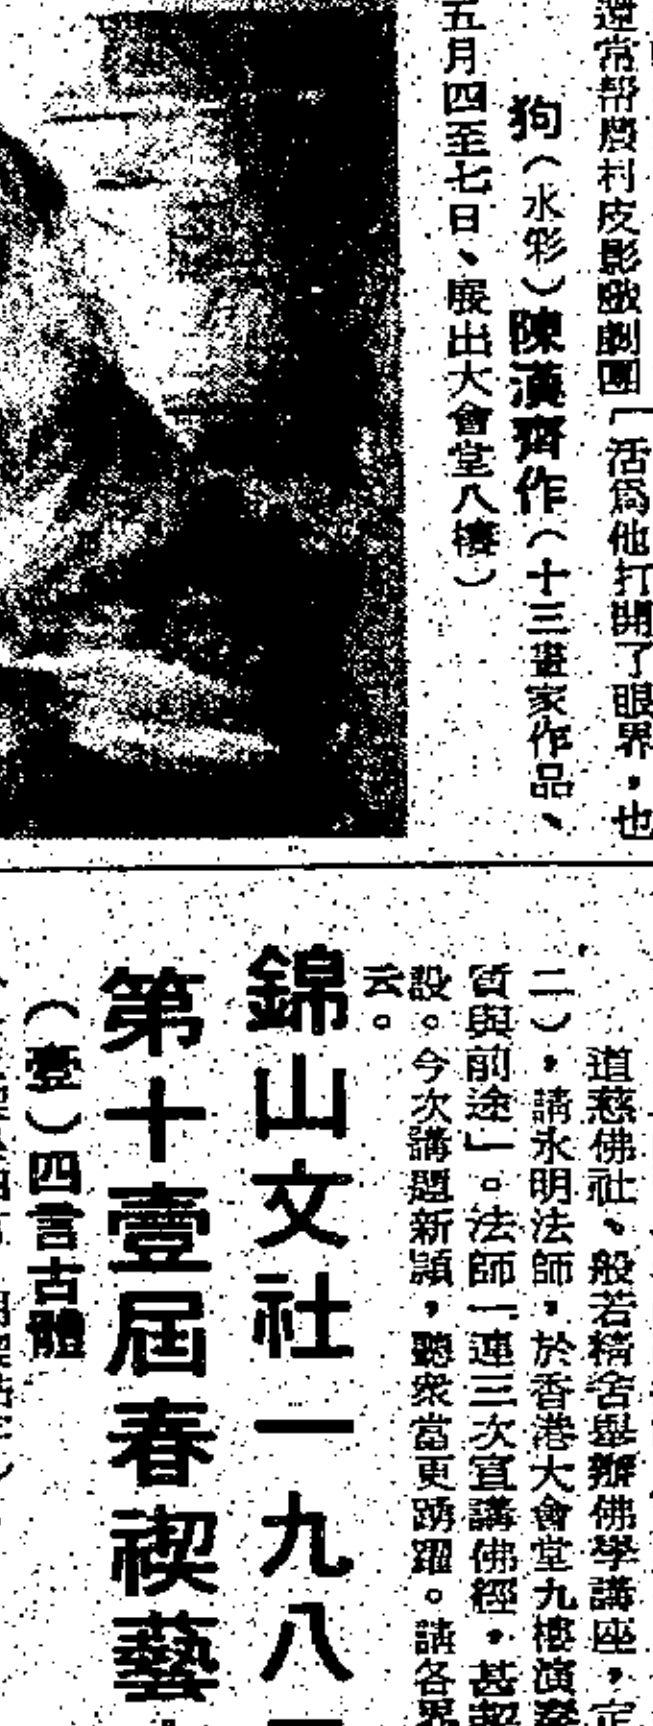 還常幫農村皮影戲劇團「活爲他打開了眼界，也
狗（水彩）陳漢齊作（十三畫家作品、
五月四至七日、展出大會堂八樓）
道慈佛社、般若精舍舉辦佛學講座，定
二），請永明法師，於香港大會堂九樓演奏
質與前途」。法師一連三次宣講佛經，甚契
設。今次講題新頴，聽衆當更踴躍。請各界
云。
錦山文社一九八
第十壹屆春禊藝
（壹）四言古體